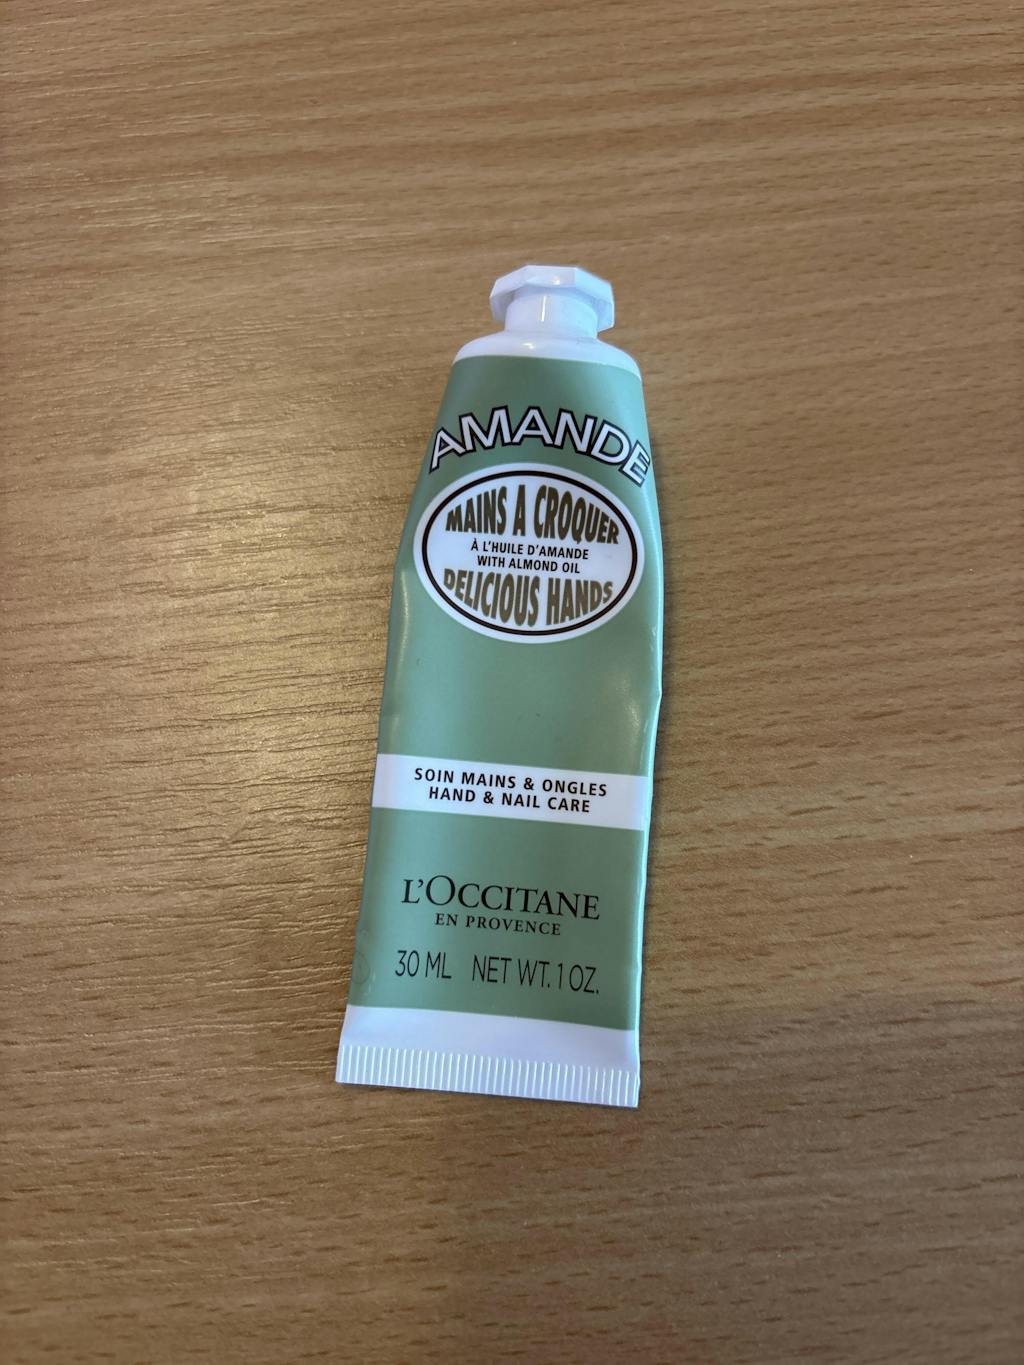 AMANDE
MAINS A CROQUER
À L'HUILE D'AMANDE
WITH ALMOND OIL
DELICIOUS HANDS
SOIN MAINS & ONGLES
HAND & NAIL CARE
L'OCCITANE
EN PROVENCE
30 ML NET WT. 1 OZ.